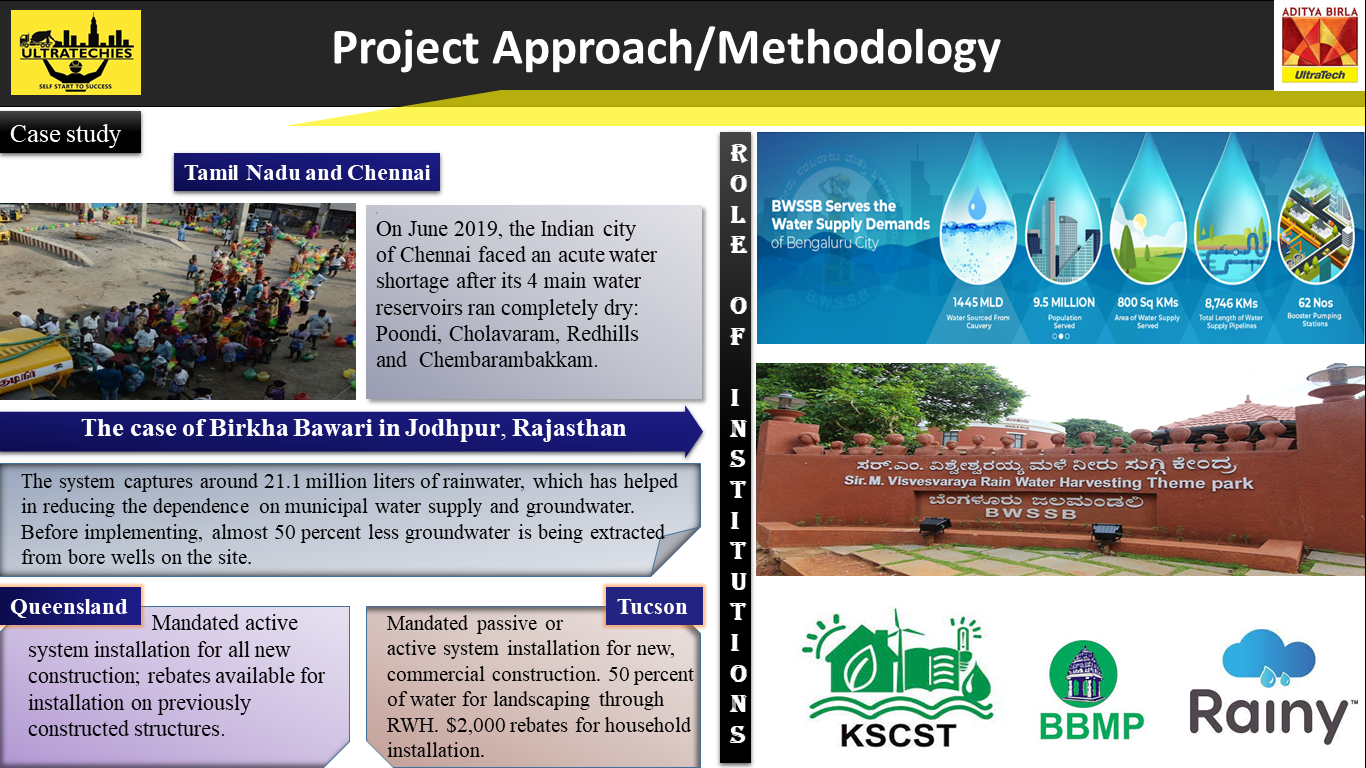 ULTRATECHIES
SELF START TO SUCCESS
Project Approach/Methodology
ADITYA BIRLA
UltraTech
Case study
Tamil Nadu and Chennai
On June 2019, the Indian city
of Chennai faced an acute water
shortage after its 4 main water
reservoirs ran completely dry:
Poondi, Cholavaram, Redhills
and Chembarambakkam.
The case of Birkha Bawari in Jodhpur, Rajasthan
The system captures around 21.1 million liters of rainwater, which has helped
in reducing the dependence on municipal water supply and groundwater.
Before implementing, almost 50 percent less groundwater is being extracted
from bore wells on the site.
Queensland
Mandated active
system installation for all new
construction; rebates available for
installation on previously
constructed structures.
Tucson
Mandated passive or
active system installation for new,
commercial construction. 50 percent
of water for landscaping through
RWH. $2,000 rebates for household
installation.
ROLE OF INSTITUTIONS
BWSSB Serves the
Water Supply Demands
of Bengaluru City
BWSSB
1445 MLD
Water Sourced From
Cauvery
9.5 MILLION
Population
Served
800 Sq KMs
Area of Water Supply
Served
8,746 KMs
Total Length of Water
Supply Pipelines
62 Nos
Booster Pumping
Stations
ಸರ್.ಎಂ. ವಿಶ್ವೇಶ್ವರಯ್ಯ ಮಳೆ ನೀರು ಸುಗ್ಗಿ ಕೇಂದ್ರ
Sir.M. Visvesvaraya Rain Water Harvesting Theme park
ಬೆಂಗಳೂರು ಜಲಮಂಡಲಿ
BWSSB
KSCST
BBMP
Rainy™